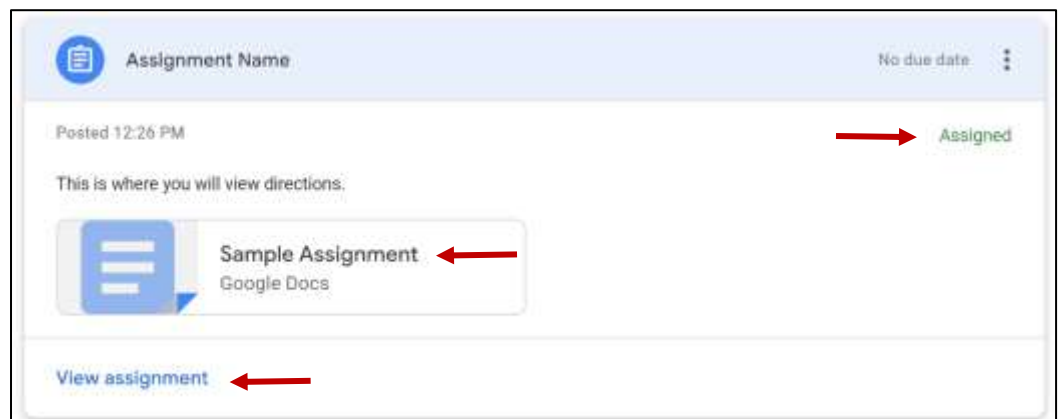 Assignment Name
No due date
Posted 12:26 PM
Assigned
This is where you will view directions.
Sample Assignment
Google Docs
View assignment